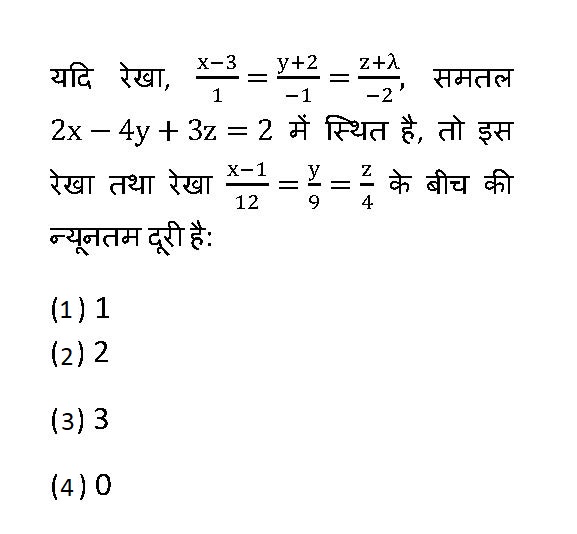 यदि रेखा, \frac{x-3}{1} = \frac{y+2}{-1} = \frac{z+λ}{-2}, समतल
2x − 4y + 3z = 2 में स्थित है, तो इस
रेखा तथा रेखा \frac{x-1}{12} = \frac{y}{9} = \frac{z}{4} के बीच की
न्यूनतम दूरी है:
(1) 1
(2) 2
(3) 3
(4) 0